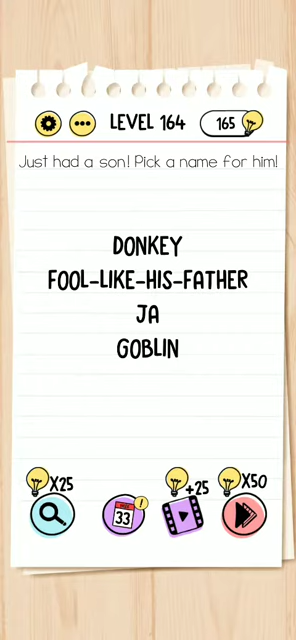 LEVEL 164
165
Just had a son! Pick a name for him!
DONKEY
FOOL-LIKE-HIS-FATHER
JA
GOBLIN
X25
33
!
+25
X50